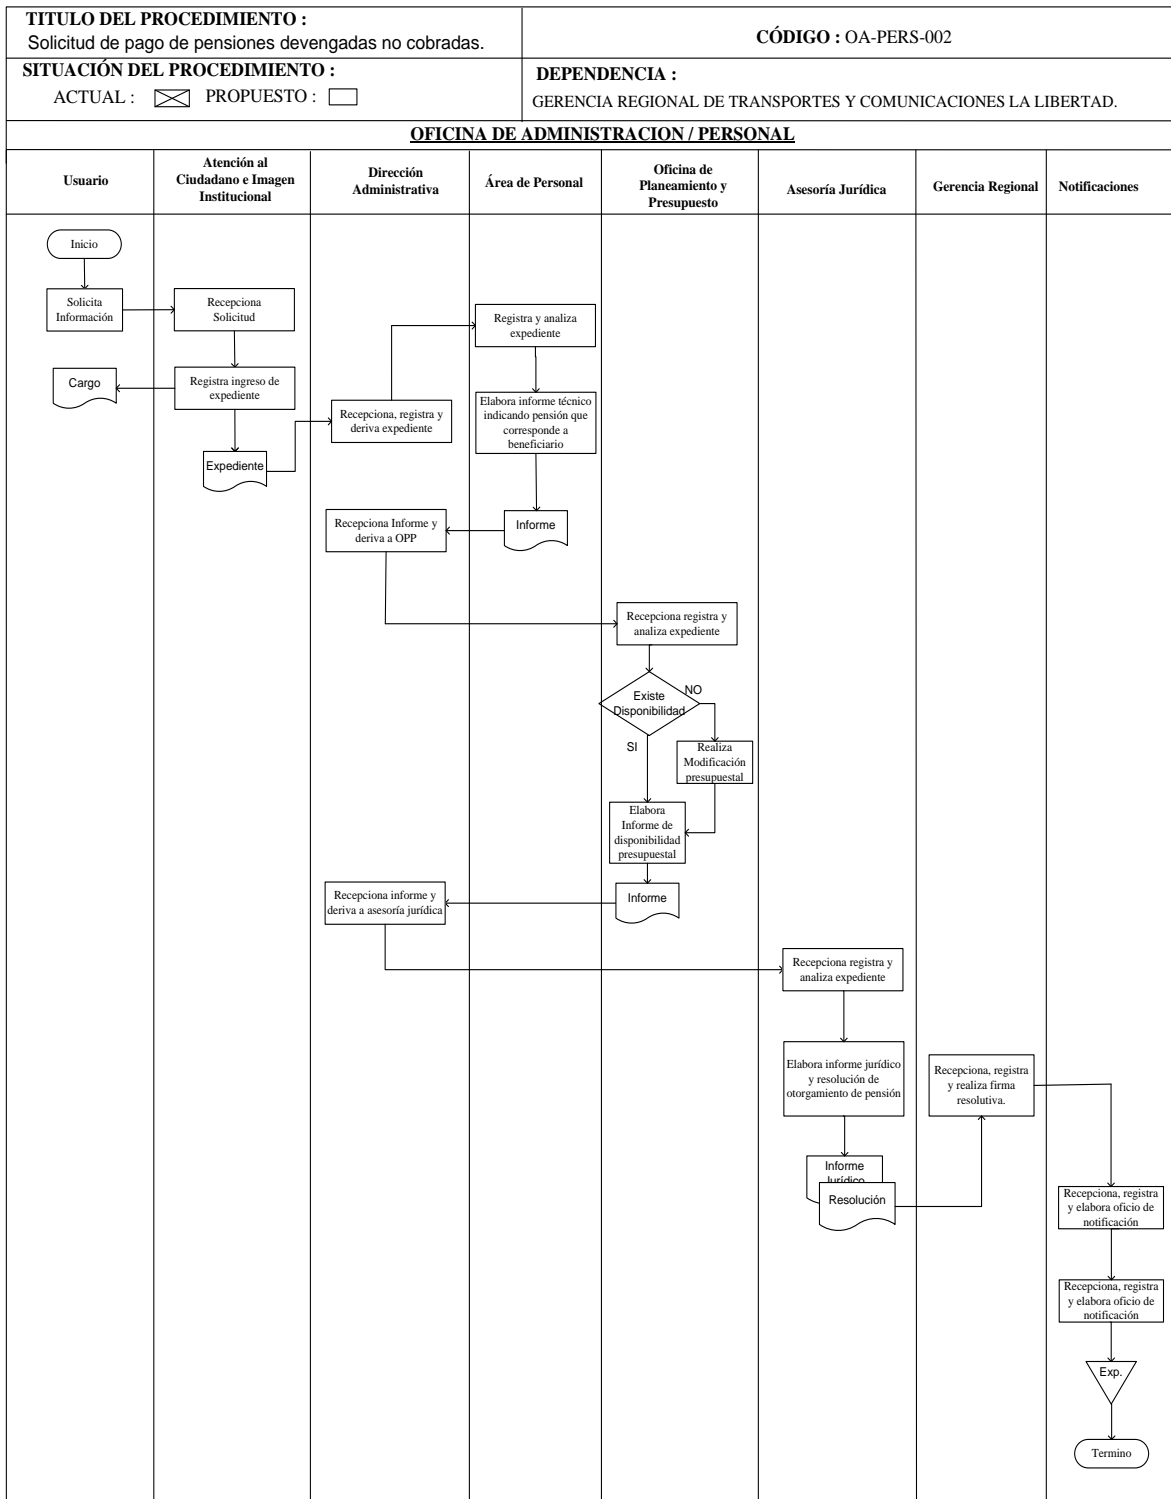 TITULO DEL PROCEDIMIENTO :
Solicitud de pago de pensiones devengadas no cobradas.
CÓDIGO : OA-PERS-002
SITUACIÓN DEL PROCEDIMIENTO :
ACTUAL : PROPUESTO :
DEPENDENCIA :
GERENCIA REGIONAL DE TRANSPORTES Y COMUNICACIONES LA LIBERTAD.
OFICINA DE ADMINISTRACION / PERSONAL
Usuario
Atención al
Ciudadano e Imagen
Institucional
Dirección
Administrativa
Área de Personal
Oficina de
Planeamiento y
Presupuesto
Asesoría Jurídica
Gerencia Regional
Notificaciones
Inicio
Solicita
Información
Recepciona
Solicitud
Registra y analiza
expediente
Cargo
Registra ingreso de
expediente
Recepciona, registra y
deriva expediente
Elabora informe técnico
indicando pensión que
corresponde a
beneficiario
Expediente
Recepciona Informe y
deriva a OPP
Informe
Recepciona registra y
analiza expediente
Existe
Disponibilidad
NO
SI
Realiza
Modificación
presupuestal
Elabora
Informe de
disponibilidad
presupuestal
Recepciona informe y
deriva a asesoría jurídica
Informe
Recepciona registra y
analiza expediente
Elabora informe jurídico
y resolución de
otorgamiento de pensión
Recepciona, registra
y realiza firma
resolutiva.
Informe
Jurídico
Resolución
Recepciona, registra
y elabora oficio de
notificación
Recepciona, registra
y elabora oficio de
notificación
Exp.
Termino